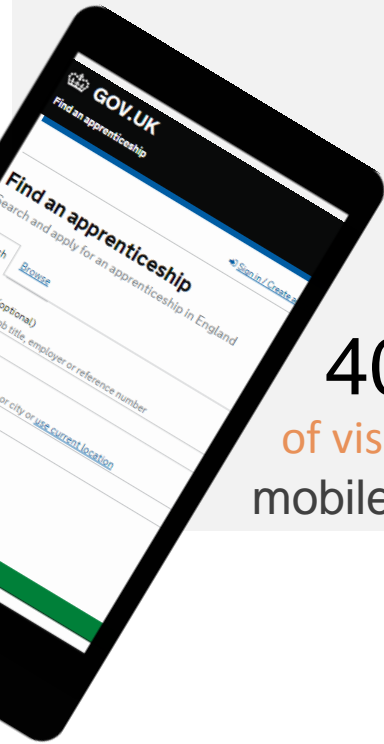 GOV.UK
Find an apprenticeship
Sign in / Create a
Find an apprenticeship
Search and apply for an apprenticeship in England
Browse
optional)
title, employer or reference number
or city or use current location
40
of vis
mobile